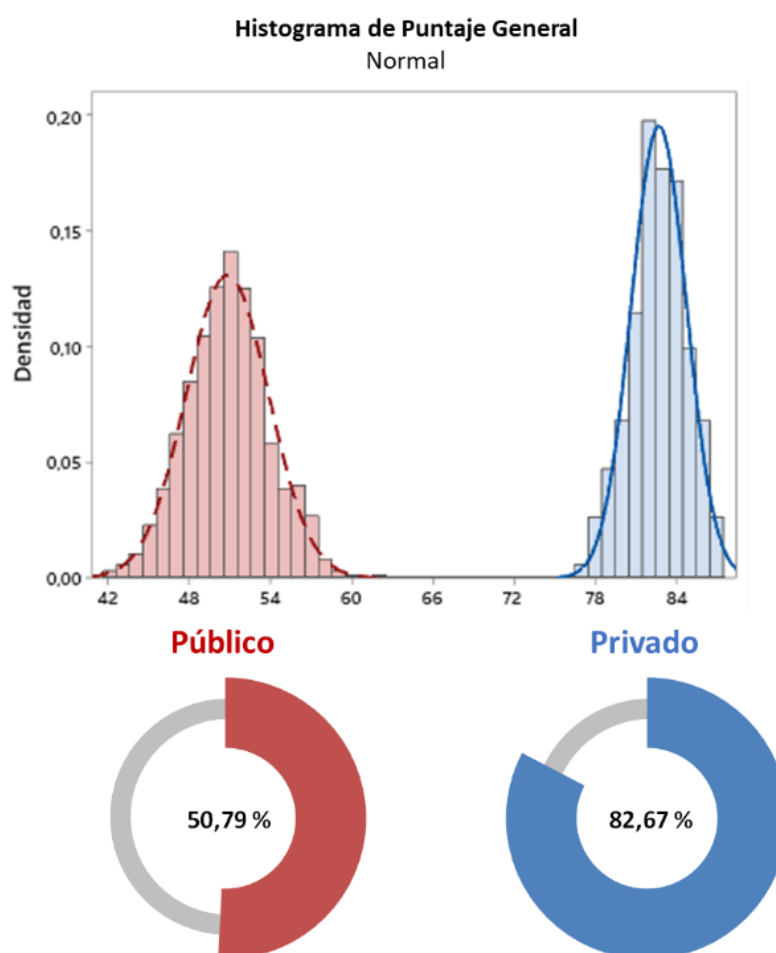 Histograma de Puntaje General
Normal
0,20
0,15
0,10
0,05
0,00
Densidad
42 48 54 60 66 72 78 84
Público Privado
50,79 % 82,67 %